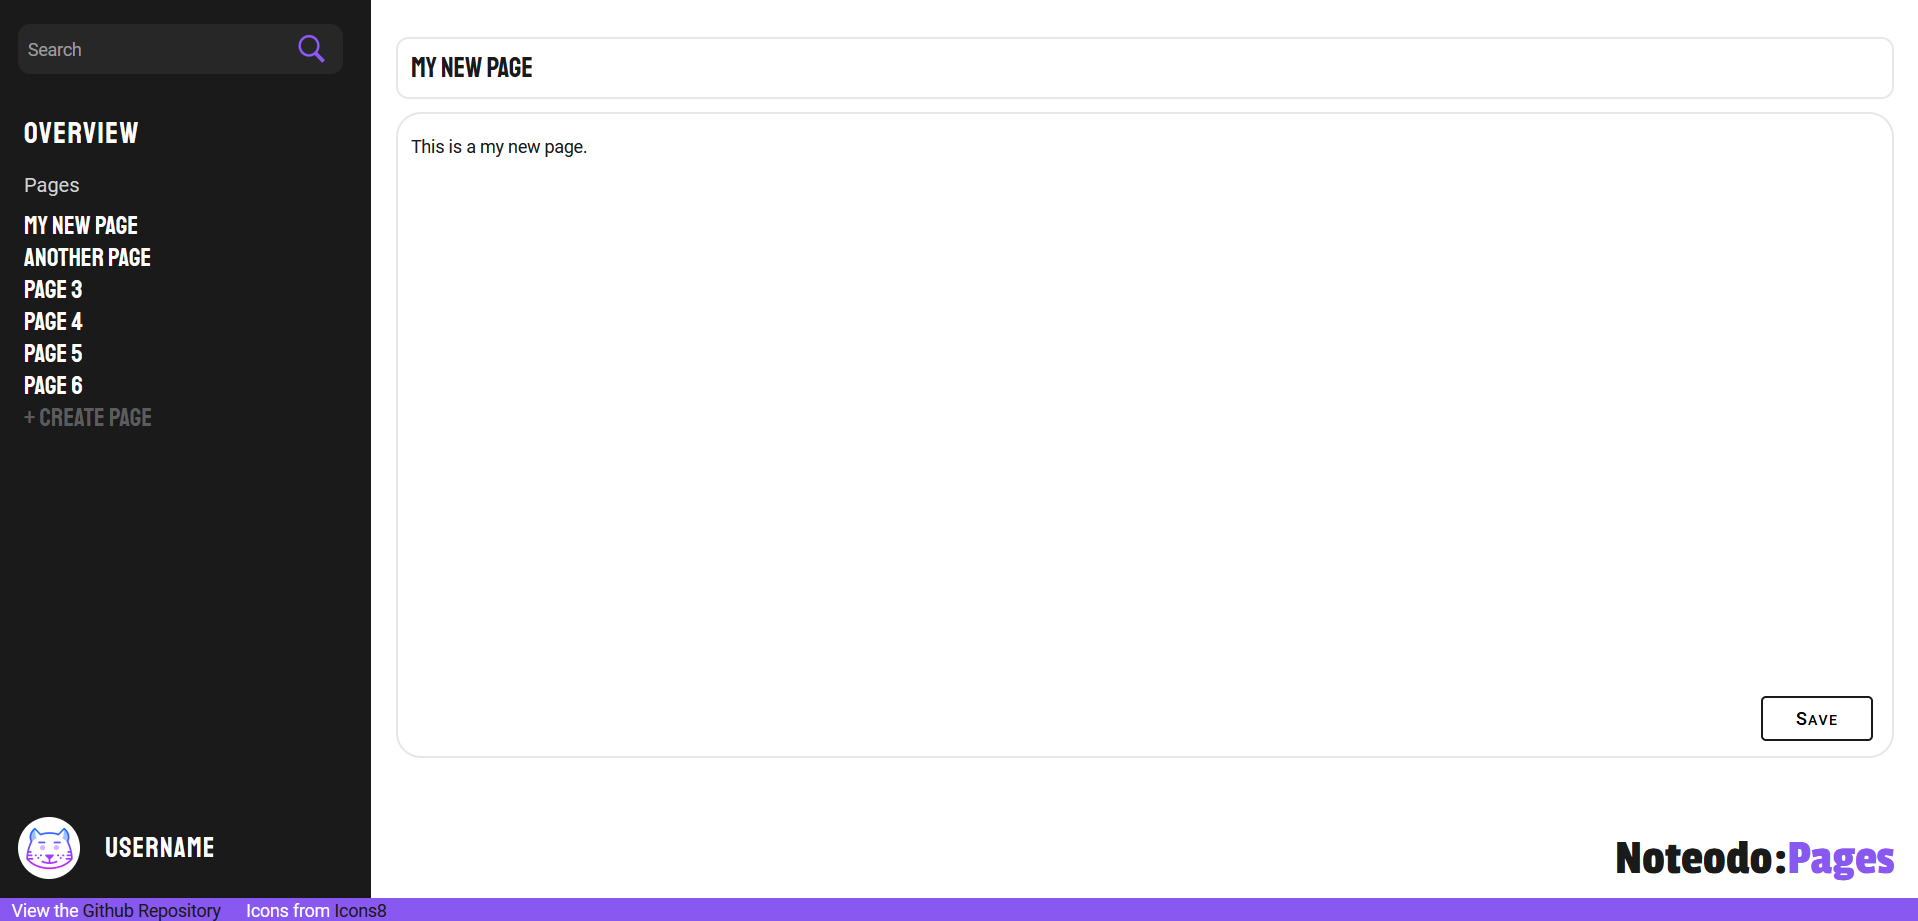 Search
OVERVIEW
Pages
MY NEW PAGE
ANOTHER PAGE
PAGE 3
PAGE 4
PAGE 5
PAGE 6
+ CREATE PAGE
USERNAME
MY NEW PAGE
This is a my new page.
Save
Noteodo:Pages
View the Github Repository Icons from Icons8